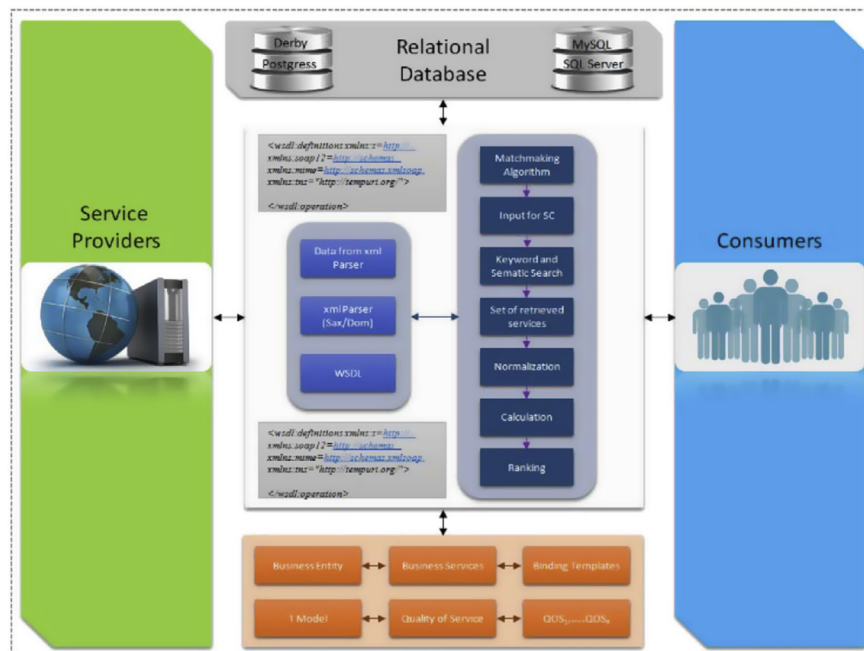 Derby
Postgress
Relational
Database
MySQL
SQL Server
Service
Providers
<wsdl:definitions xmlns:s=http://...
xmlns:soap12=http://schemas...
xmlns:mime=http://schemas.xmlsoap.
xmlns:tns="http://tempuri.org/">
</wsdl:operation>
Data from xml
Parser
xml Parser
(Sax/Dom)
WSDL
<wsdl:definitions xmlns:s=http://...
xmlns:soap12=http://schemas...
xmlns:mime=http://schemas.xmlsoap.
xmlns:tns="http://tempuri.org/">
</wsdl:operation>
Matchmaking
Algorithm
Input for SC
Keyword and
Sematic Search
Set of retrieved
services
Normalization
Calculation
Ranking
Consumers
Business Entity
Business Services
Binding Templates
T Model
Quality of Service
QOS1,.....QOSn